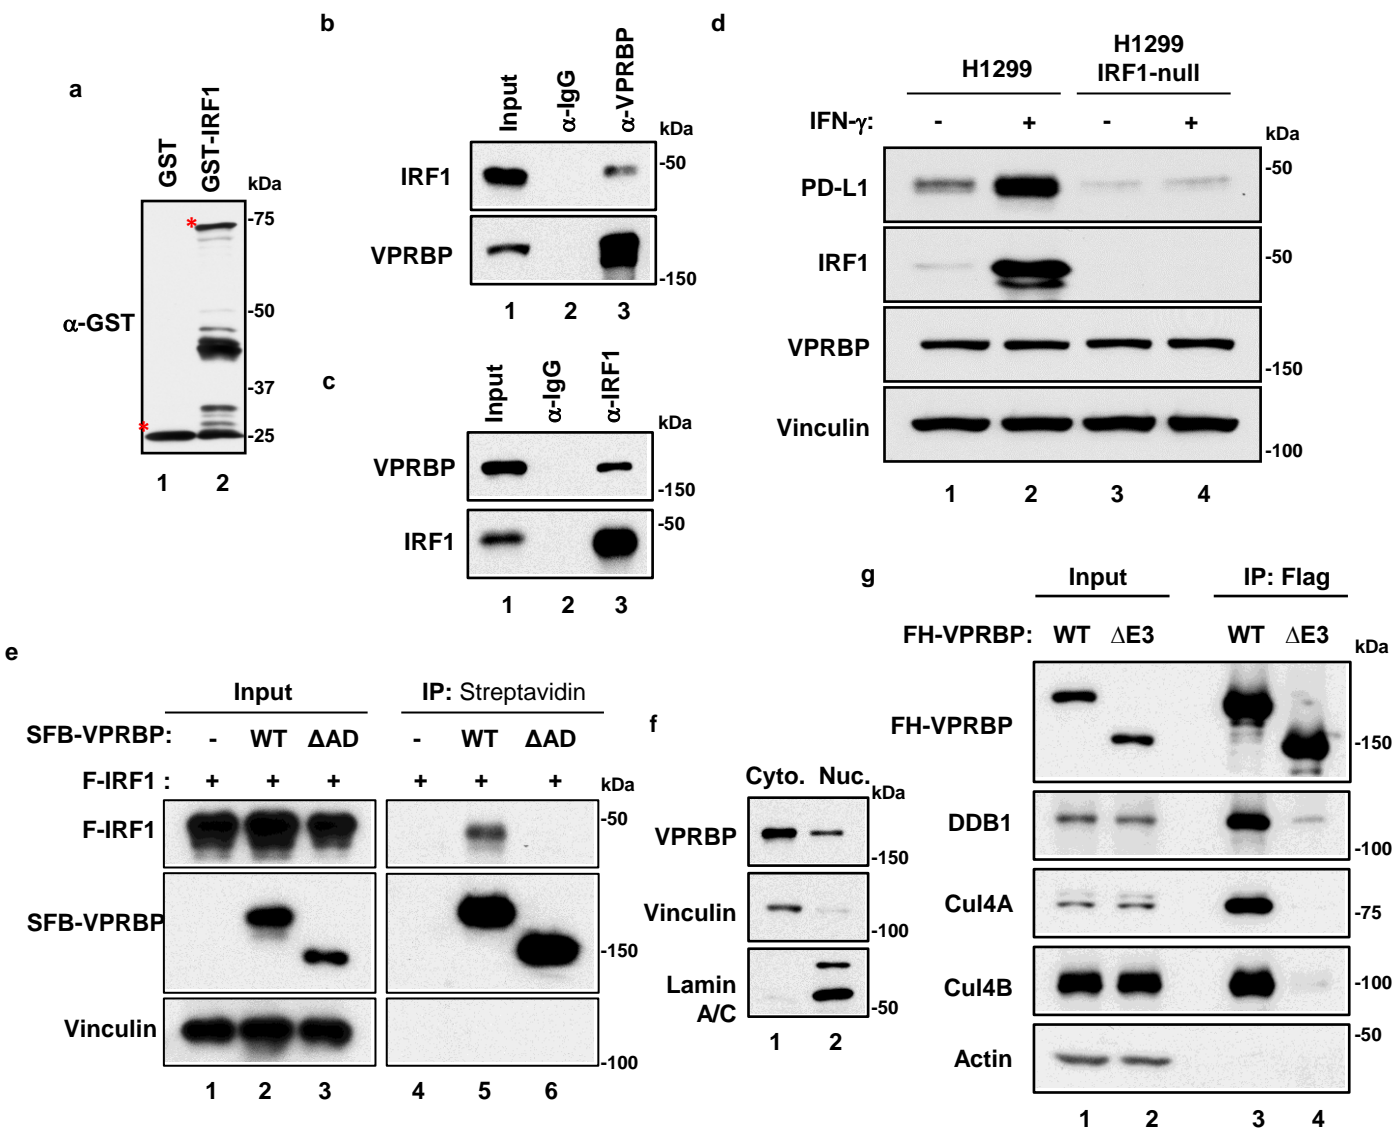 a
GST
GST-IRF1
kDa
-75
-50
-37
-25
α-GST
*
*
1 2
b
Input
α-IgG
α-VPRBP
kDa
IRF1
-50
VPRBP
-150
1 2 3
c
Input
α-IgG
α-IRF1
kDa
VPRBP
-150
IRF1
-50
1 2 3
d
H1299
H1299
IRF1-null
IFN-γ: - + - +
kDa
PD-L1
-50
IRF1
-50
VPRBP
-150
Vinculin
-100
1 2 3 4
e
Input
IP: Streptavidin
SFB-VPRBP: - WT ΔAD - WT ΔAD
F-IRF1 : + + + + + +
kDa
F-IRF1
-50
SFB-VPRBP
-150
Vinculin
-100
1 2 3 4 5 6
f
Cyto. Nuc.
kDa
VPRBP
-150
Vinculin
-100
Lamin
A/C
-50
1 2
g
Input
IP: Flag
FH-VPRBP: WT ΔE3 WT ΔE3
kDa
FH-VPRBP
-150
DDB1
-100
Cul4A
-75
Cul4B
-100
Actin
-50
1 2 3 4